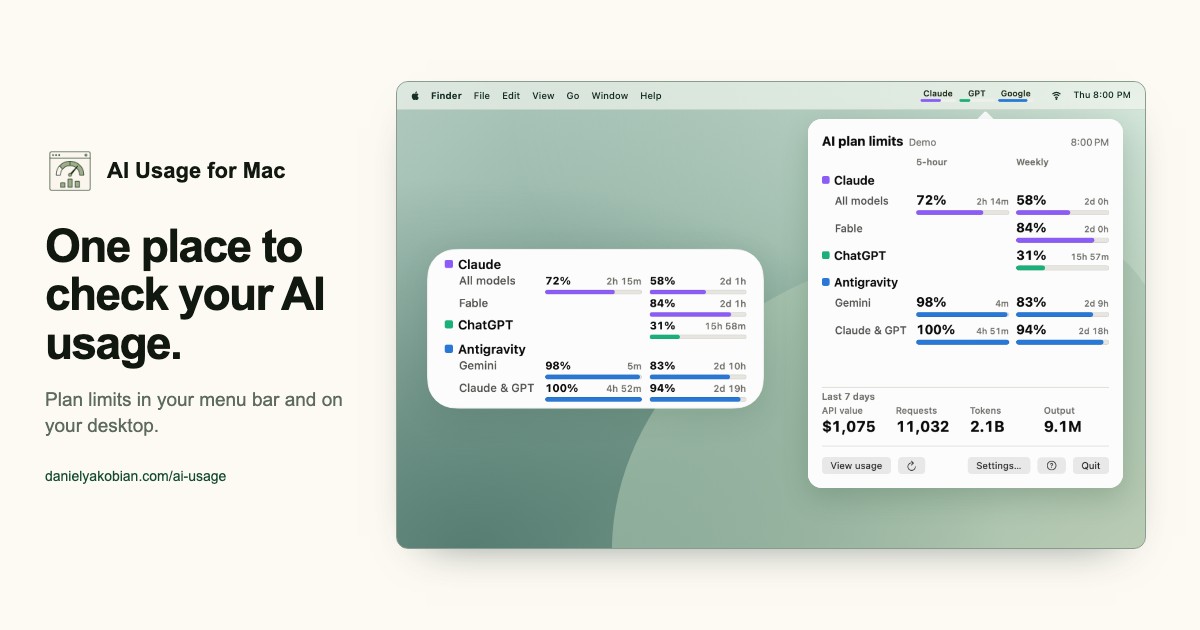 AI Usage for Mac
One place to
check your AI
usage.
Plan limits in your menu bar and on
your desktop.
danielyakobian.com/ai-usage
Finder File Edit View Go Window Help
Claude GPT Google Thu 8:00 PM
Claude
All models 72% 2h 15m 58% 2d 1h
Fable 84% 2d 1h
ChatGPT 31% 15h 58m
Antigravity
Gemini 98% 5m 83% 2d 10h
Claude & GPT 100% 4h 52m 94% 2d 19h
AI plan limits Demo 8:00 PM
5-hour Weekly
Claude
All models 72% 2h 14m 58% 2d 0h
Fable 84% 2d 0h
ChatGPT 31% 15h 57m
Antigravity
Gemini 98% 4m 83% 2d 9h
Claude & GPT 100% 4h 51m 94% 2d 18h
Last 7 days
API value Requests Tokens Output
$1,075 11,032 2.1B 9.1M
View usage Settings... ? Quit